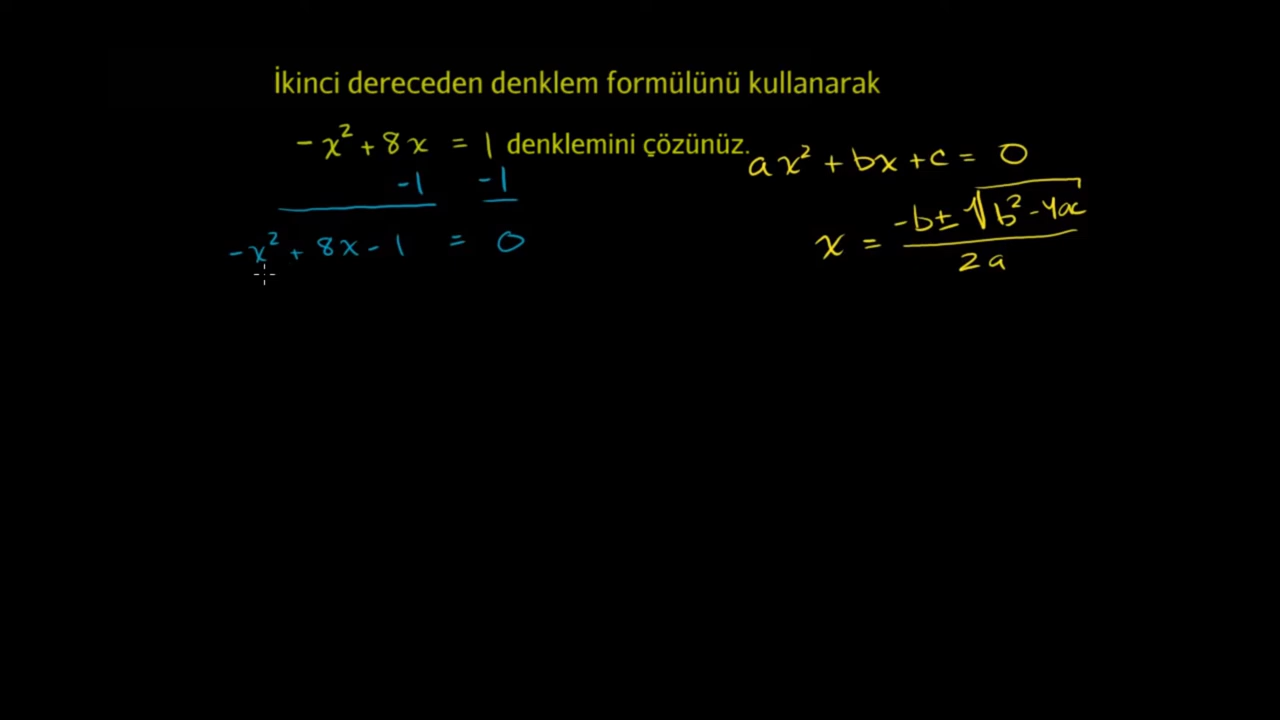 İkinci dereceden denklem formülünü kullanarak
-x² + 8x = 1 denklemini çözünüz.
-1 -1
-x² + 8x - 1 = 0
ax² + bx + c = 0
x = -b ± √b² - 4ac / 2a